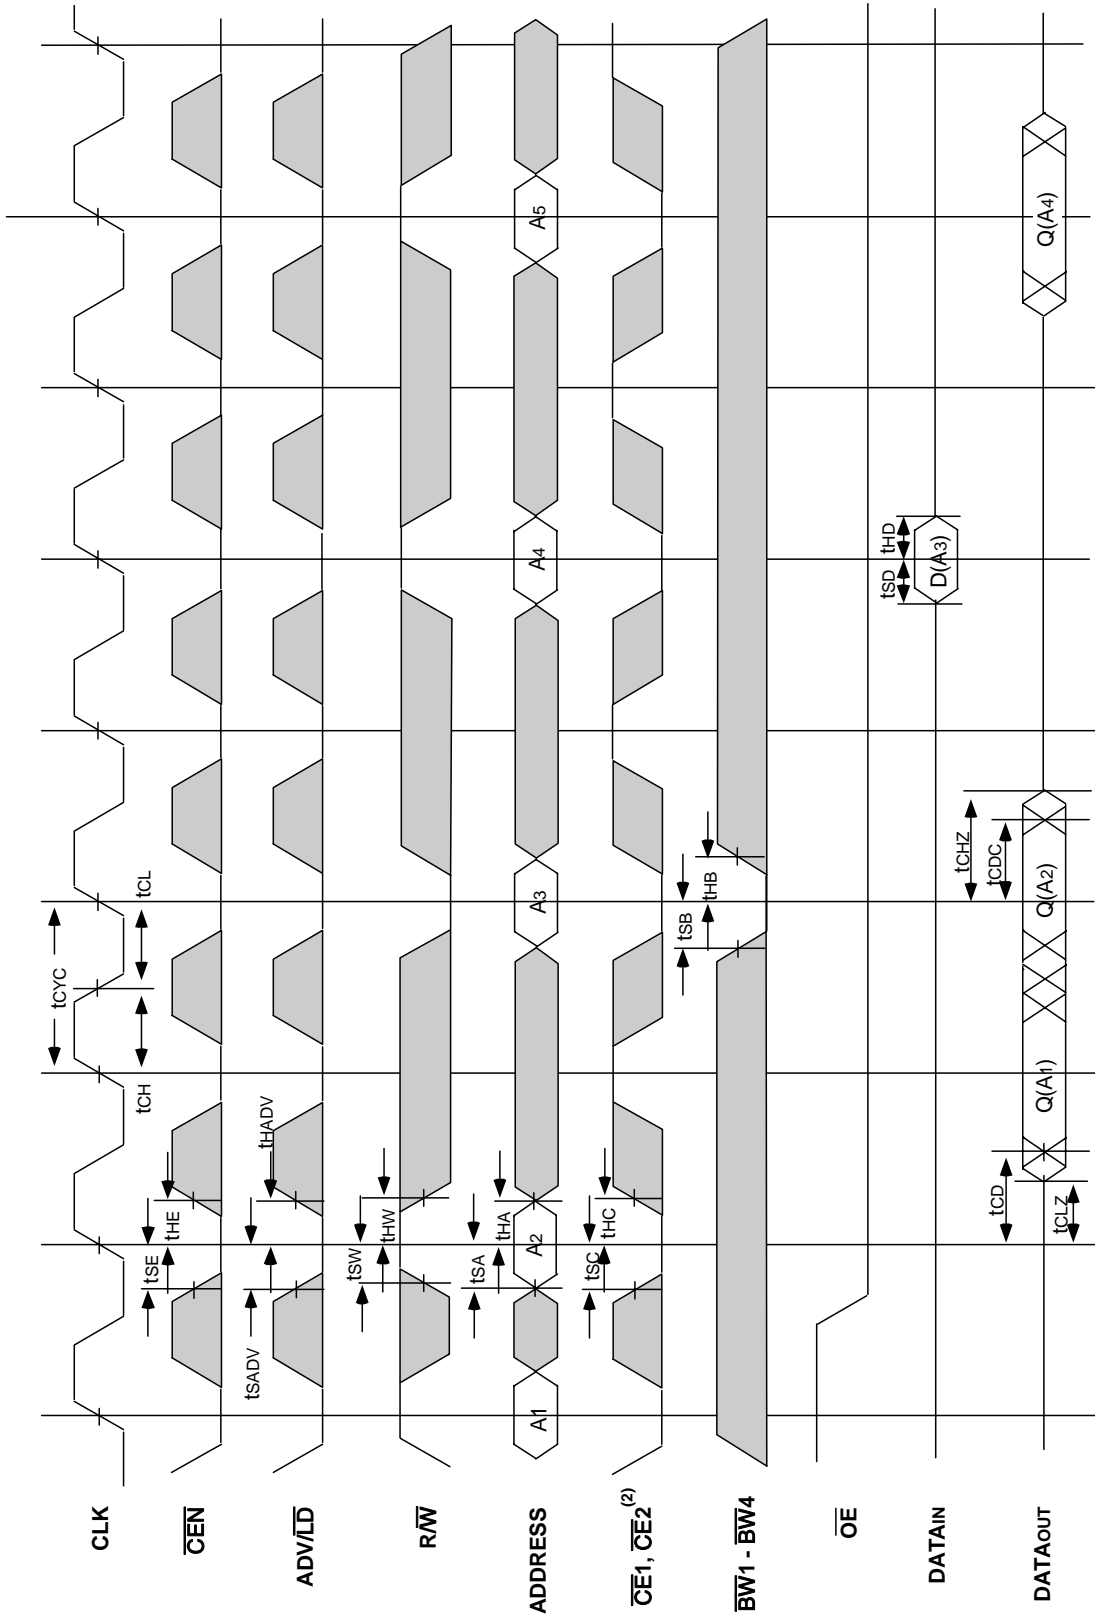 CLK
tCYC
tCH
tCL
CEN
tSE
tHE
ADV/LD
tSADV
tHADV
R/W
tSW
tHW
ADDRESS
A1
A2
A3
A4
A5
tSA
tHA
CE1, CE2(2)
tSC
tHC
BW1 - BW4
tSB
tHB
OE
DATAIN
D(A3)
tSD
tHD
DATAOUT
tCD
tCLZ
Q(A1)
Q(A2)
tCHZ
tCDC
Q(A4)